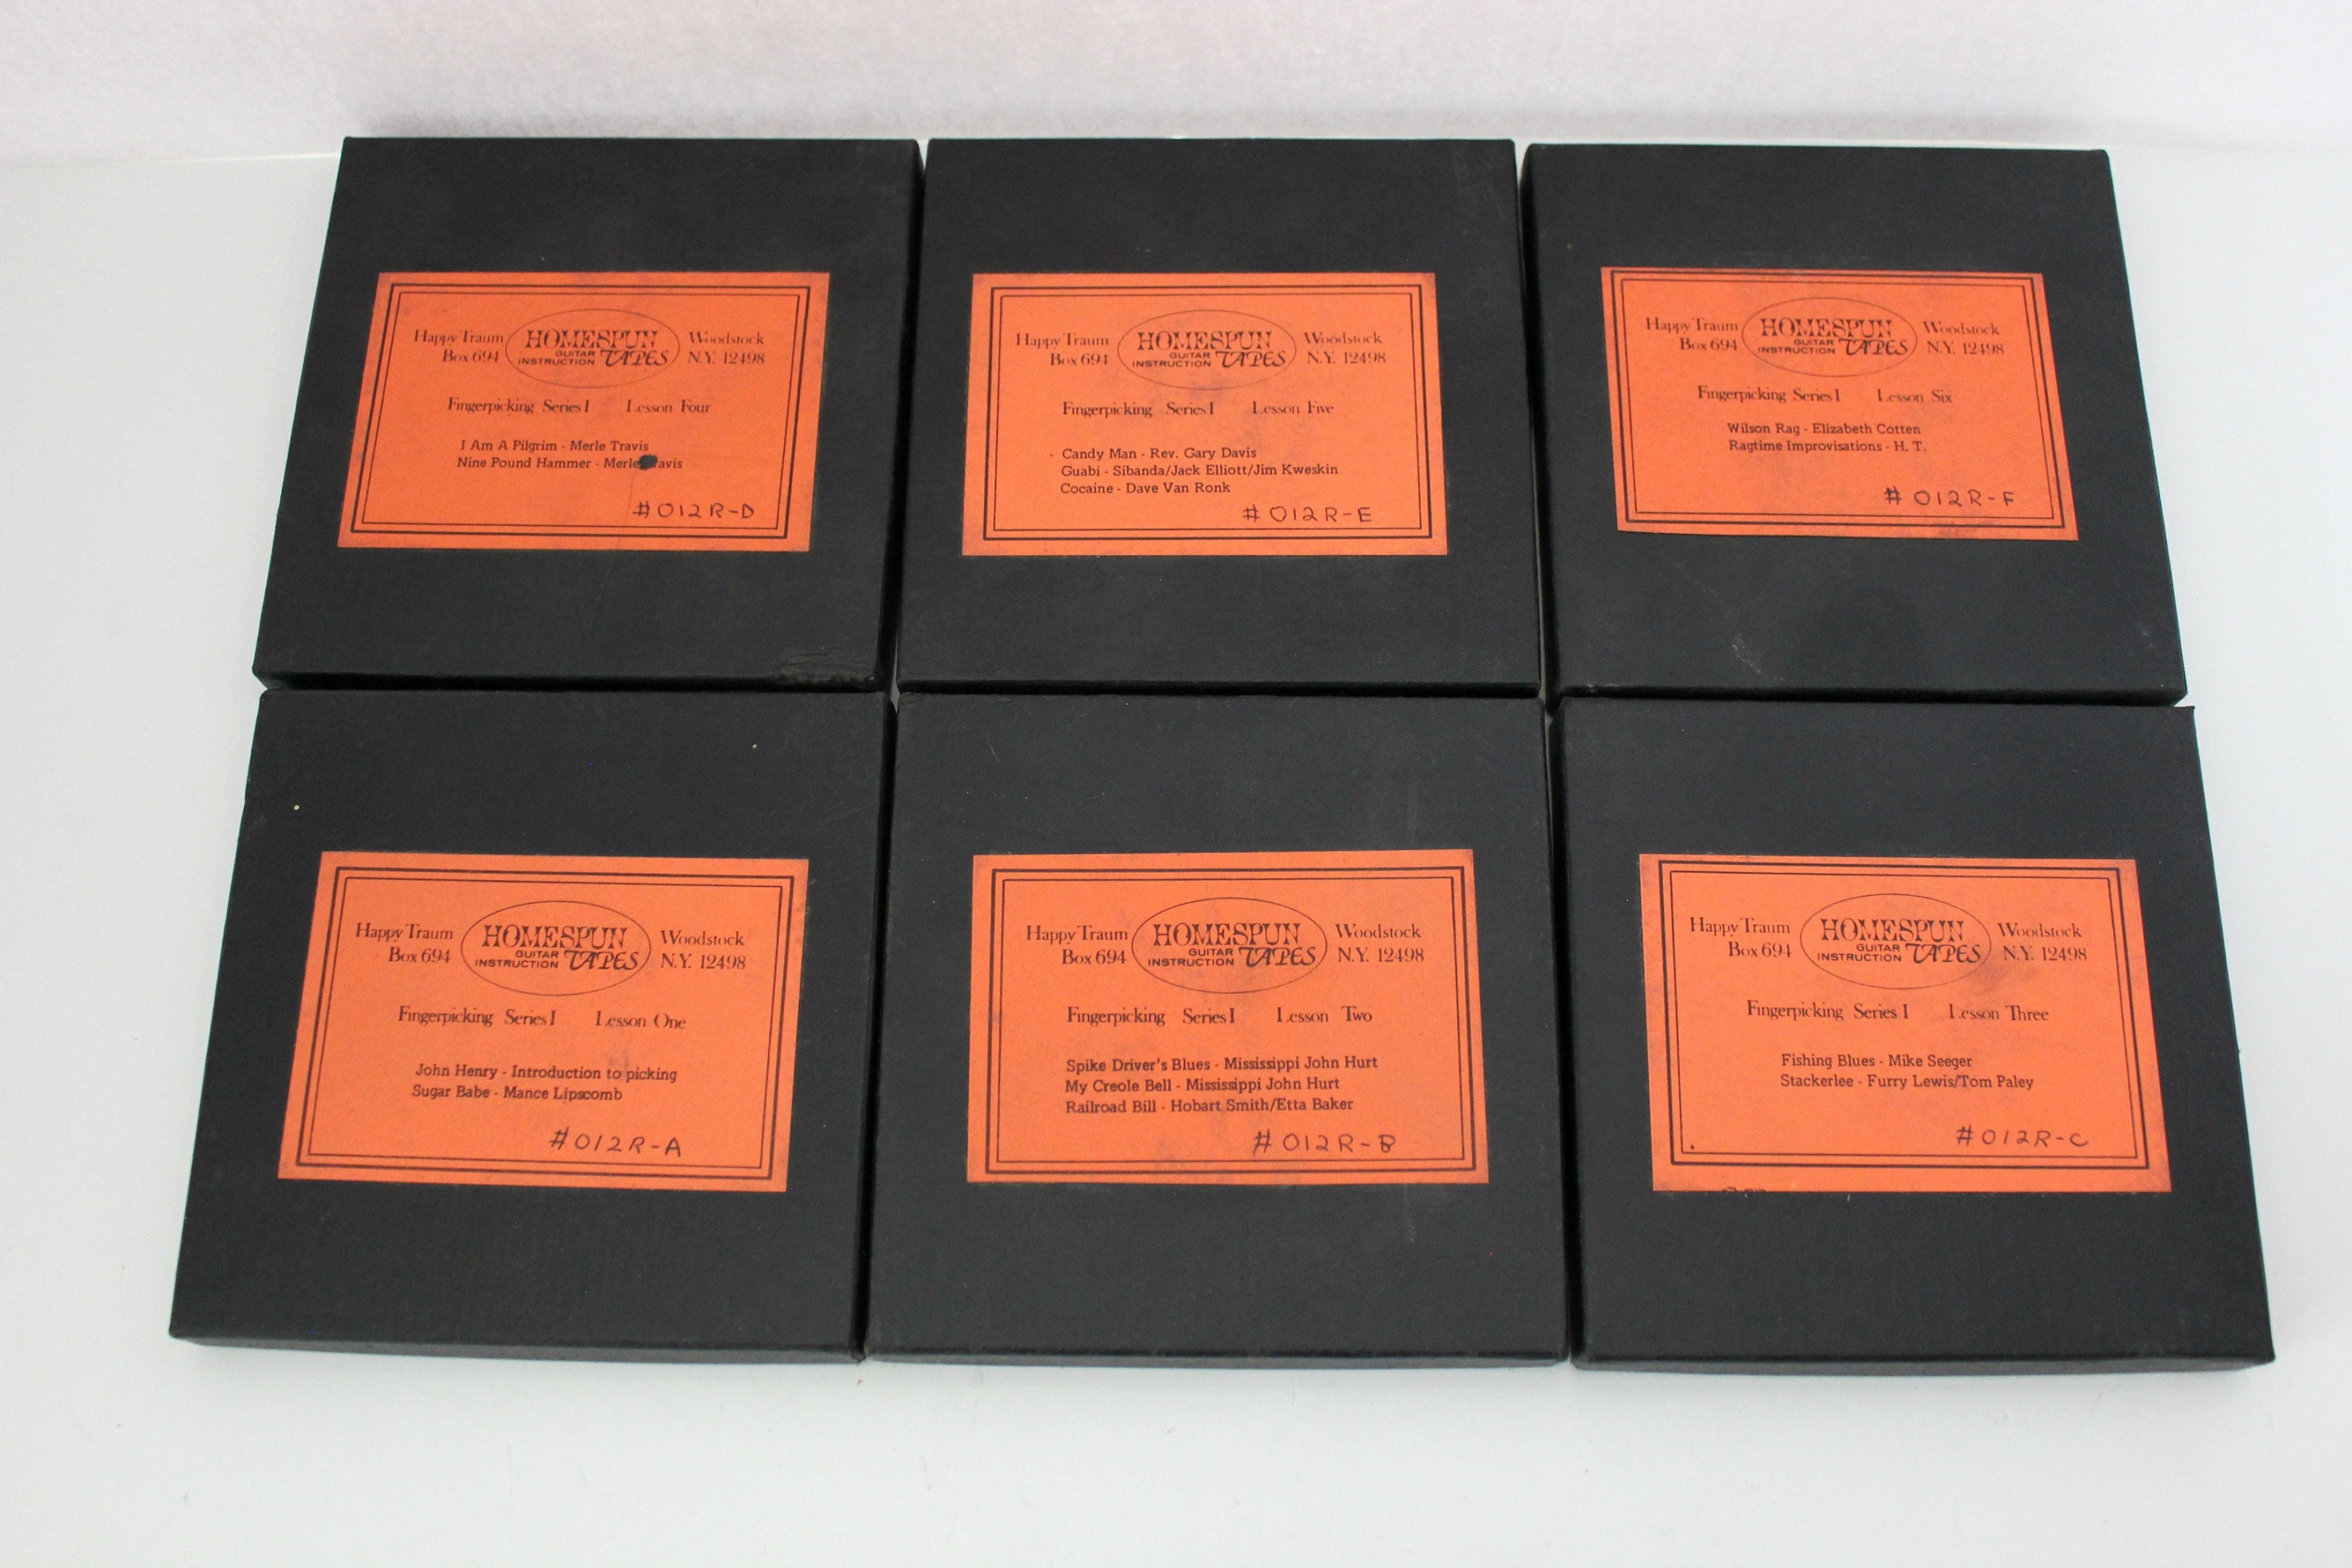 Happy Traum HOMESPUN Woodstock
Box 694 GUITAR INSTRUCTION TAPES N.Y. 12498
Fingerpicking Series I Lesson Four
I Am A Pilgrim - Merle Travis
Nine Pound Hammer - Merle Travis
#012R-D
Happy Traum HOMESPUN Woodstock
Box 694 GUITAR INSTRUCTION TAPES N.Y. 12498
Fingerpicking Series I Lesson Five
Candy Man - Rev. Gary Davis
Guabi - Sibanda/Jack Elliott/Jim Kweskin
Cocaine - Dave Van Ronk
#012R-E
Happy Traum HOMESPUN Woodstock
Box 694 GUITAR INSTRUCTION TAPES N.Y. 12498
Fingerpicking Series I Lesson Six
Wilson Rag - Elizabeth Cotten
Ragtime Improvisations - H. T.
#012R-F
Happy Traum HOMESPUN Woodstock
Box 694 GUITAR INSTRUCTION TAPES N.Y. 12498
Fingerpicking Series I Lesson One
John Henry - Introduction to picking
Sugar Babe - Mance Lipscomb
#012R-A
Happy Traum HOMESPUN Woodstock
Box 694 GUITAR INSTRUCTION TAPES N.Y. 12498
Fingerpicking Series I Lesson Two
Spike Driver's Blues - Mississippi John Hurt
My Creole Bell - Mississippi John Hurt
Railroad Bill - Hobart Smith/Etta Baker
#012R-B
Happy Traum HOMESPUN Woodstock
Box 694 GUITAR INSTRUCTION TAPES N.Y. 12498
Fingerpicking Series I Lesson Three
Fishing Blues - Mike Seeger
Stackerlee - Furry Lewis/Tom Paley
#012R-C